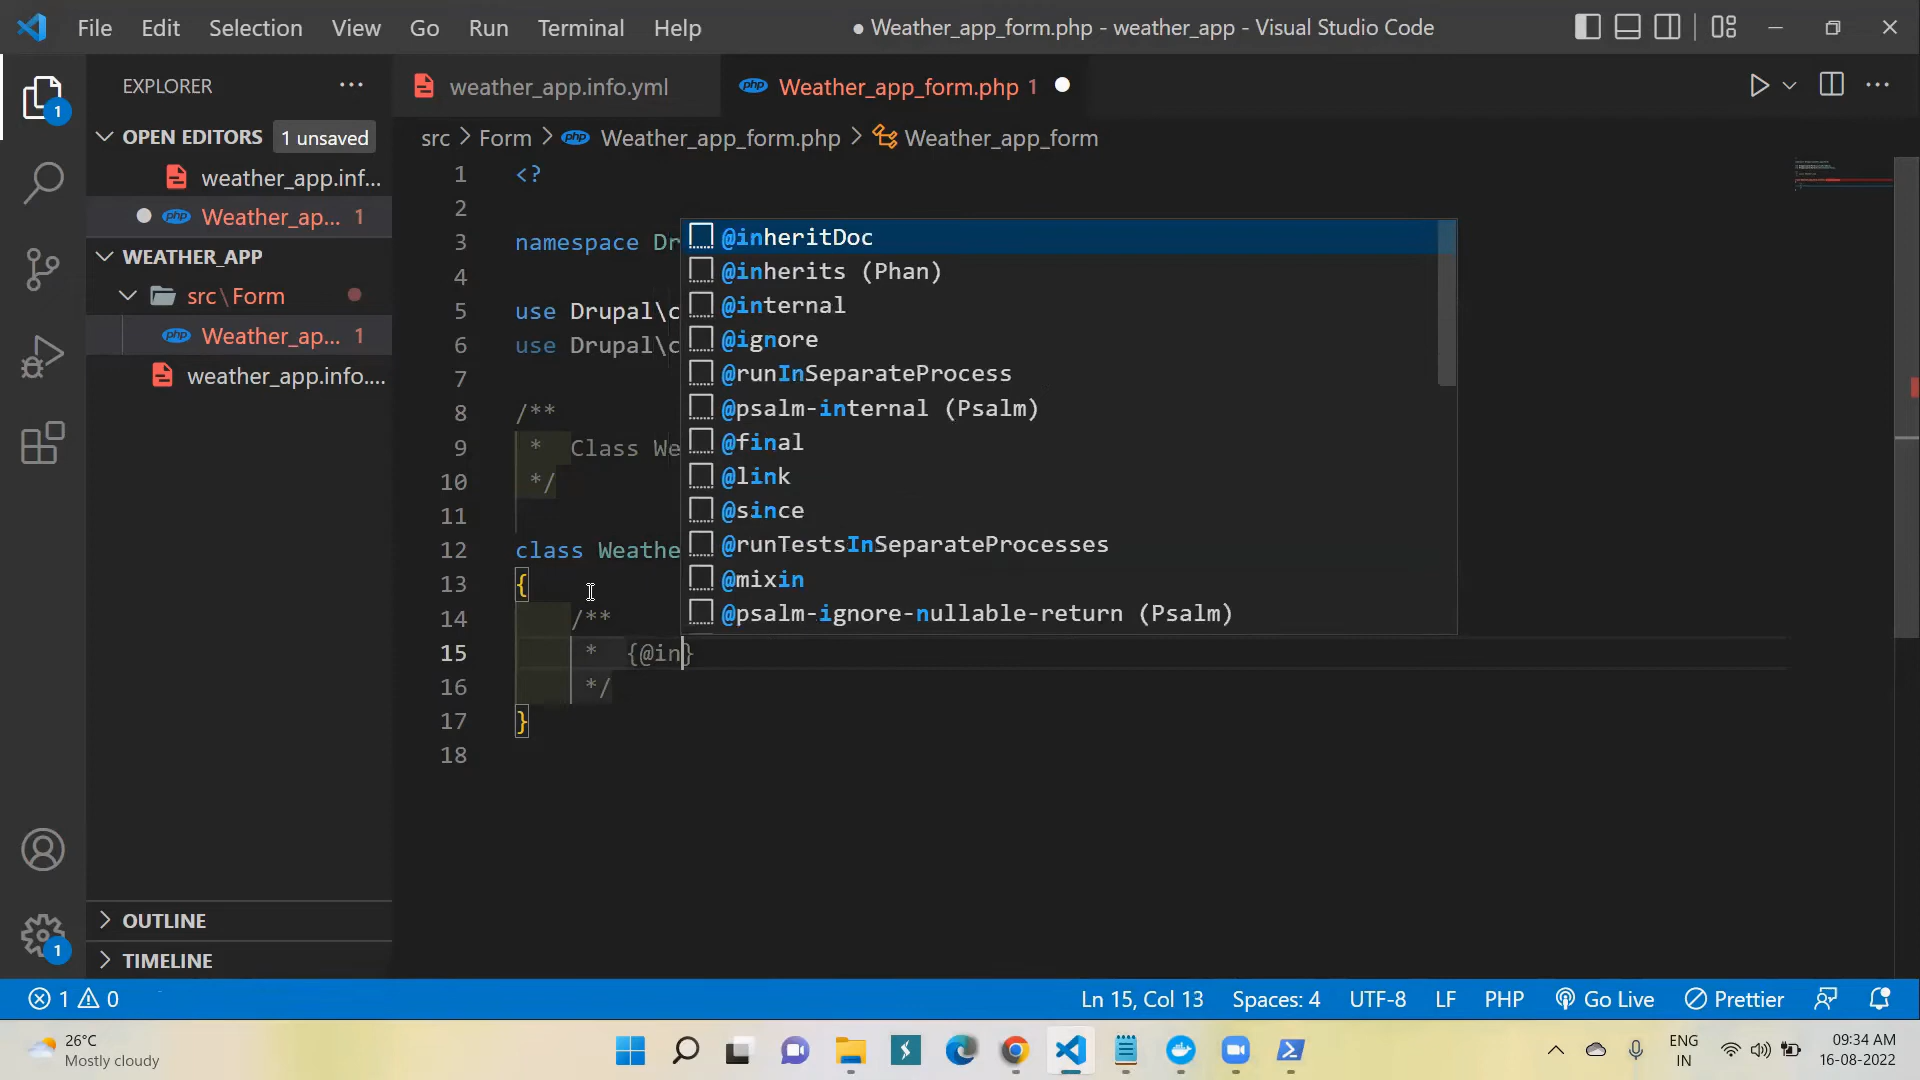 File Edit Selection View Go Run Terminal Help
● Weather_app_form.php - weather_app - Visual Studio Code
EXPLORER
weather_app.info.yml
Weather_app_form.php 1
OPEN EDITORS 1 unsaved
weather_app.inf...
Weather_ap... 1
WEATHER_APP
src\Form
Weather_ap... 1
weather_app.info....
OUTLINE
TIMELINE
src > Form > Weather_app_form.php > Weather_app_form
1 <?
2
3 namespace Dr
4
5 use Drupal\c
6 use Drupal\c
7
8 /**
9 * Class We
10 */
11
12 class Weathe
13 {
14 /**
15 * {@in}
16 */
17 }
18
@inheritDoc
@inherits (Phan)
@internal
@ignore
@runInSeparateProcess
@psalm-internal (Psalm)
@final
@link
@since
@runTestsInSeparateProcesses
@mixin
@psalm-ignore-nullable-return (Psalm)
1
1
1 0
Ln 15, Col 13 Spaces: 4 UTF-8 LF PHP Go Live Prettier
26°C
Mostly cloudy
ENG
IN
09:34 AM
16-08-2022